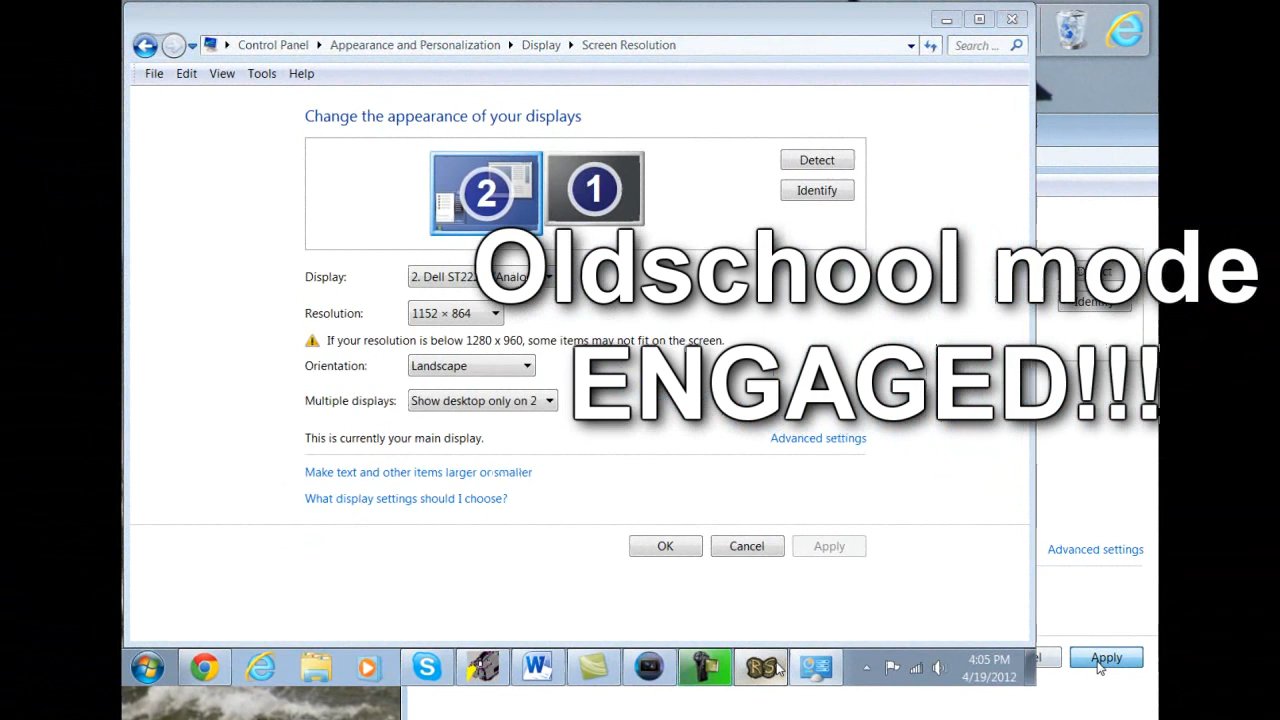 Control Panel
Appearance and Personalization
Display
Screen Resolution
Search ...
File Edit View Tools Help
Change the appearance of your displays
2
1
Detect
Identify
Oldschool mode
ENGAGED!!!
Display:
2. Dell
Resolution:
1152 × 864
If your resolution is below 1280 x 960, some items may not fit on the screen.
Orientation:
Landscape
Multiple displays:
Show desktop only on 2
This is currently your main display.
Advanced settings
Make text and other items larger or smaller
What display settings should I choose?
OK
Cancel
Apply
Identify
Advanced settings
Apply
W
RS
4:05 PM
4/19/2012